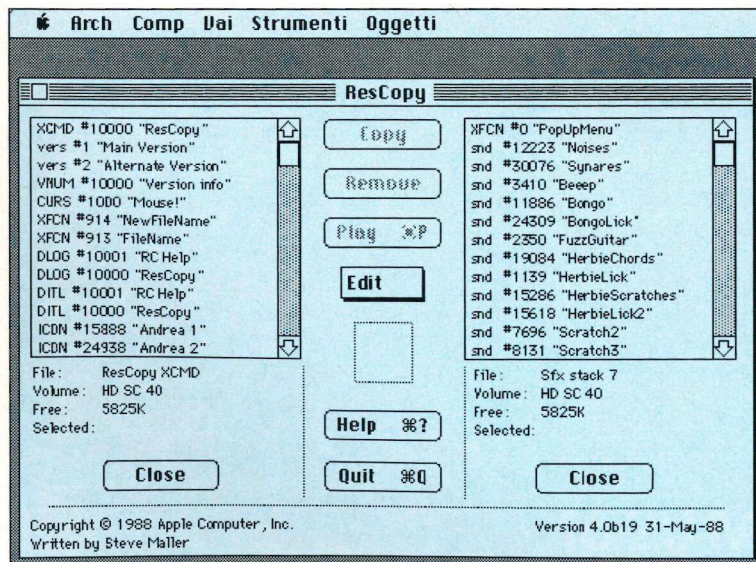 Arch Comp Vai Strumenti Oggetti
ResCopy
XCMD #10000 "ResCopy"
vers #1 "Main Version"
vers #2 "Alternate Version"
VNUM #10000 "Version info"
CURS #1000 "Mouse!"
XFCN #914 "NewFileName"
XFCN #913 "FileName"
DLOG #10001 "RC Help"
DLOG #10000 "ResCopy"
DITL #10001 "RC Help"
DITL #10000 "ResCopy"
ICON #15888 "Andrea 1"
ICON #24938 "Andrea 2"
File: ResCopy XCMD
Volume: HD SC 40
Free: 5825K
Selected:
Close
Copy
Remove
Play ⌘P
Edit
Help ⌘?
Quit ⌘Q
XFCN #0 "PopUpMenu"
snd #12223 "Noises"
snd #30076 "Synares"
snd #3410 "Beeep"
snd #11886 "Bongo"
snd #24309 "BongoLick"
snd #2350 "FuzzGuitar"
snd #19084 "HerbieChords"
snd #1139 "HerbieLick"
snd #15286 "HerbieScratches"
snd #15618 "HerbieLick2"
snd #7696 "Scratch2"
snd #8131 "Scratch3"
File: Sfx stack 7
Volume: HD SC 40
Free: 5825K
Selected:
Close
Copyright © 1988 Apple Computer, Inc.
Written by Steve Maller
Version 4.0b19 31-May-88